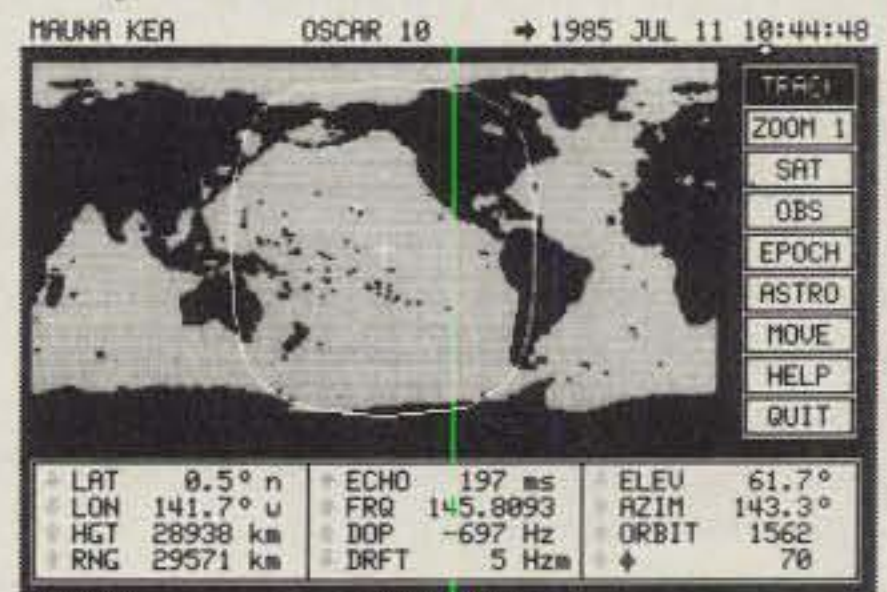 MAUNA KEA OSCAR 10 → 1985 JUL 11 10:44:48
TRACK
ZOOM 1
SAT
OBS
EPOCH
ASTRO
MOVE
HELP
QUIT
LAT 0.5° n ECHO 197 ms ELEV 61.7°
LON 141.7° w FRQ 145.8093 AZIM 143.3°
HGT 28938 km DOP -697 Hz ORBIT 1562
RNG 29571 km DRFT 5 Hzm ♦ 70